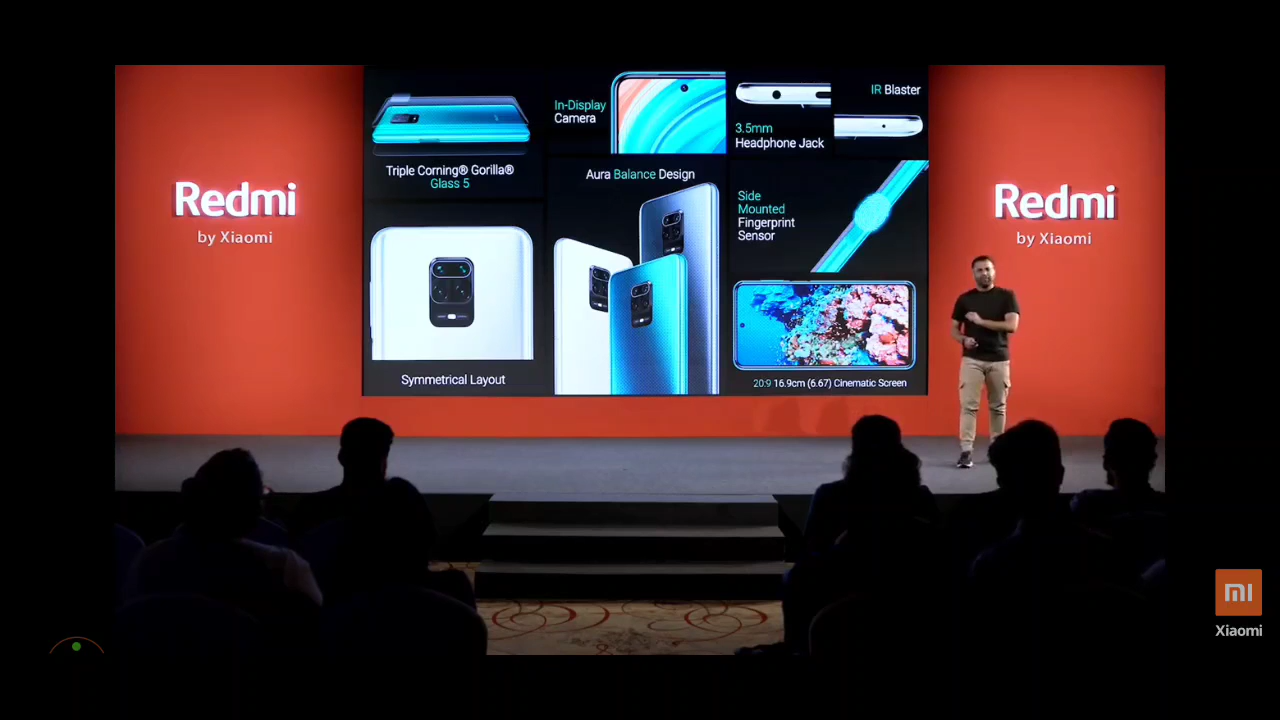 Redmi
by Xiaomi
Triple Corning® Gorilla®
Glass 5
In-Display
Camera
3.5mm
Headphone Jack
IR Blaster
Aura Balance Design
Side
Mounted
Fingerprint
Sensor
Symmetrical Layout
20:9 16.9cm (6.67) Cinematic Screen
Redmi
by Xiaomi
mi
Xiaomi